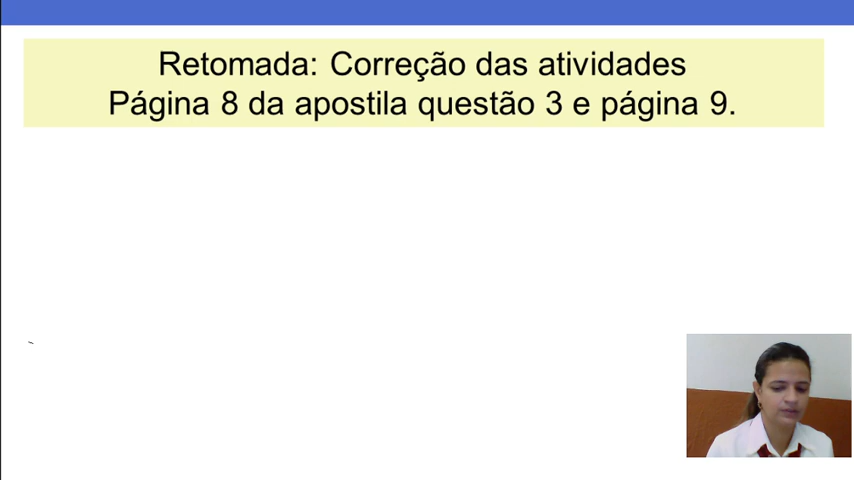 Retomada: Correção das atividades
Página 8 da apostila questão 3 e página 9.